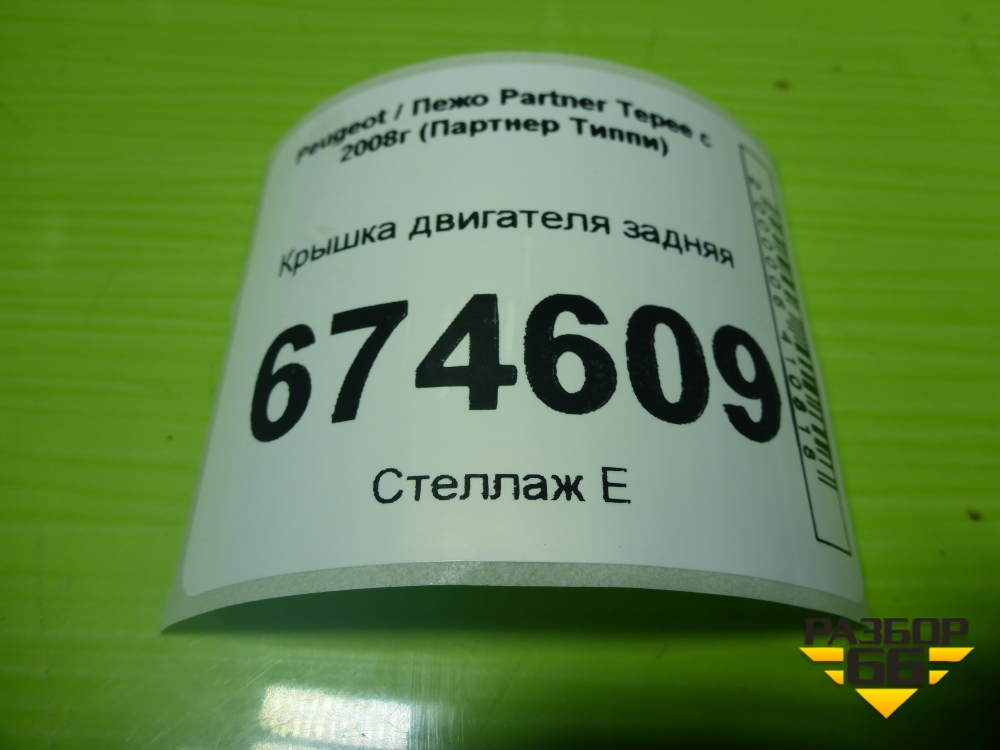 Peugeot / Пежо Partner Tepee с
2008г (Партнер Типпи)
Крышка двигателя задняя
674609
Стеллаж Е
РАЗБОР
66